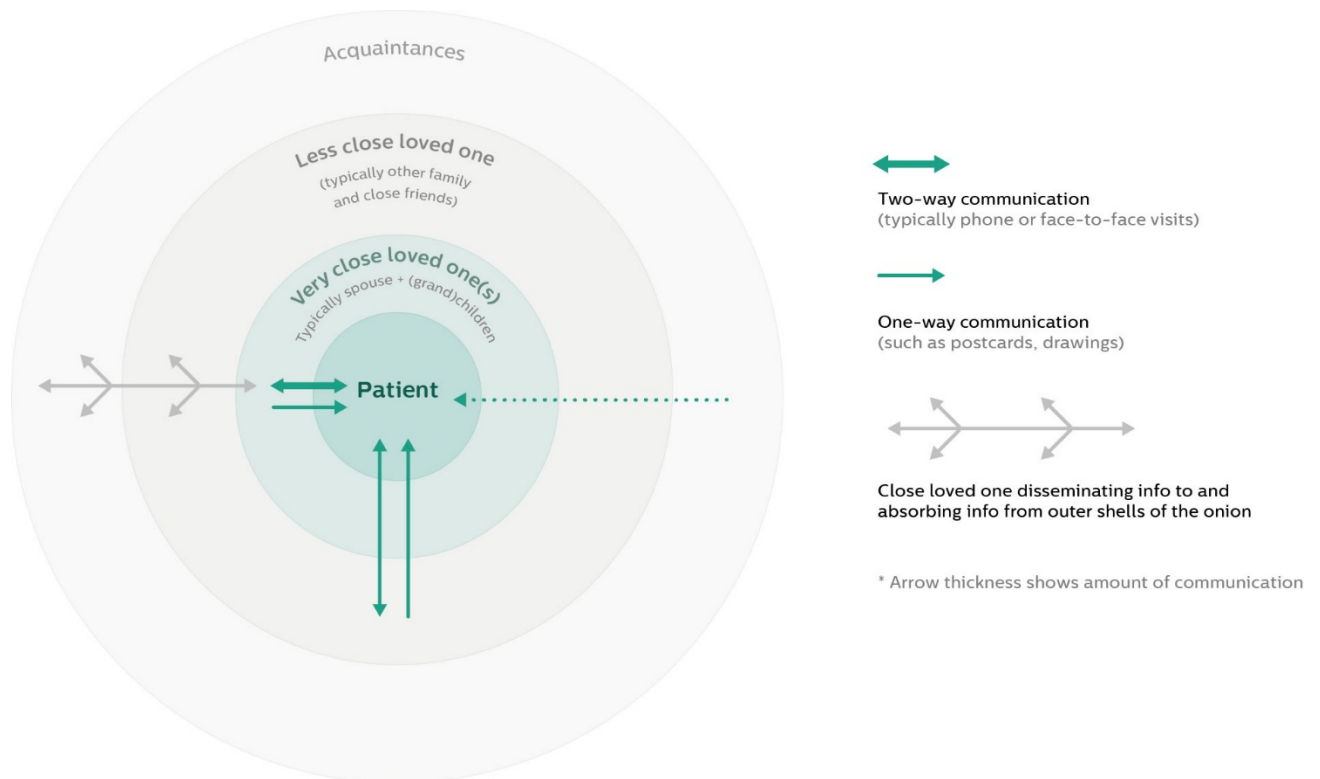 Acquaintances
Less close loved one
(typically other family
and close friends)
Very close loved one(s)
Typically spouse + (grand)children
Patient
Two-way communication
(typically phone or face-to-face visits)
One-way communication
(such as postcards, drawings)
Close loved one disseminating info to and
absorbing info from outer shells of the onion
* Arrow thickness shows amount of communication